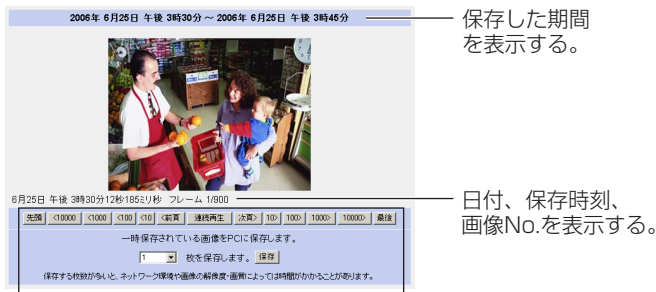 2006年 6月25日 午後 3時30分 ~ 2006年 6月25日 午後 3時45分
保存した期間
を表示する。
6月25日 午後 3時30分12秒185ミリ秒 フレーム 1/900
日付、保存時刻、
画像No.を表示する。
先頭 <10000 <1000 <100 <10 <前頁 連続再生 次頁> 10> 100> 1000> 10000> 最後
一時保存されている画像をPCに保存します。
1 枚を保存します。 保存
保存する枚数が多いと、ネットワーク環境や画像の解像度・画質によっては時間がかかることがあります。